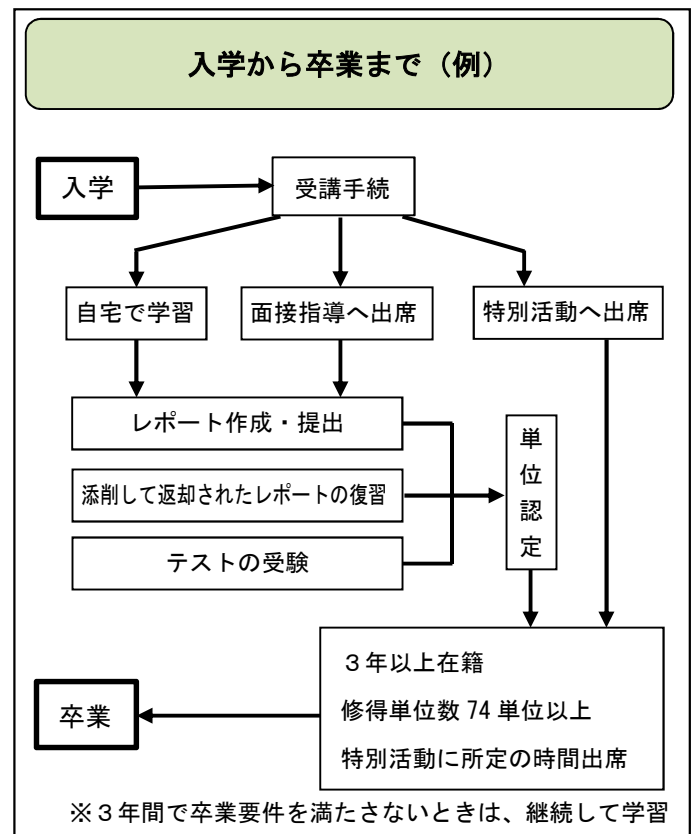 入学から卒業まで（例）
入学
受講手続
自宅で学習
面接指導へ出席
特別活動へ出席
レポート作成・提出
添削して返却されたレポートの復習
テストの受験
単位認定
３年以上在籍
修得単位数 74 単位以上
特別活動に所定の時間出席
卒業
※３年間で卒業要件を満たさないときは、継続して学習